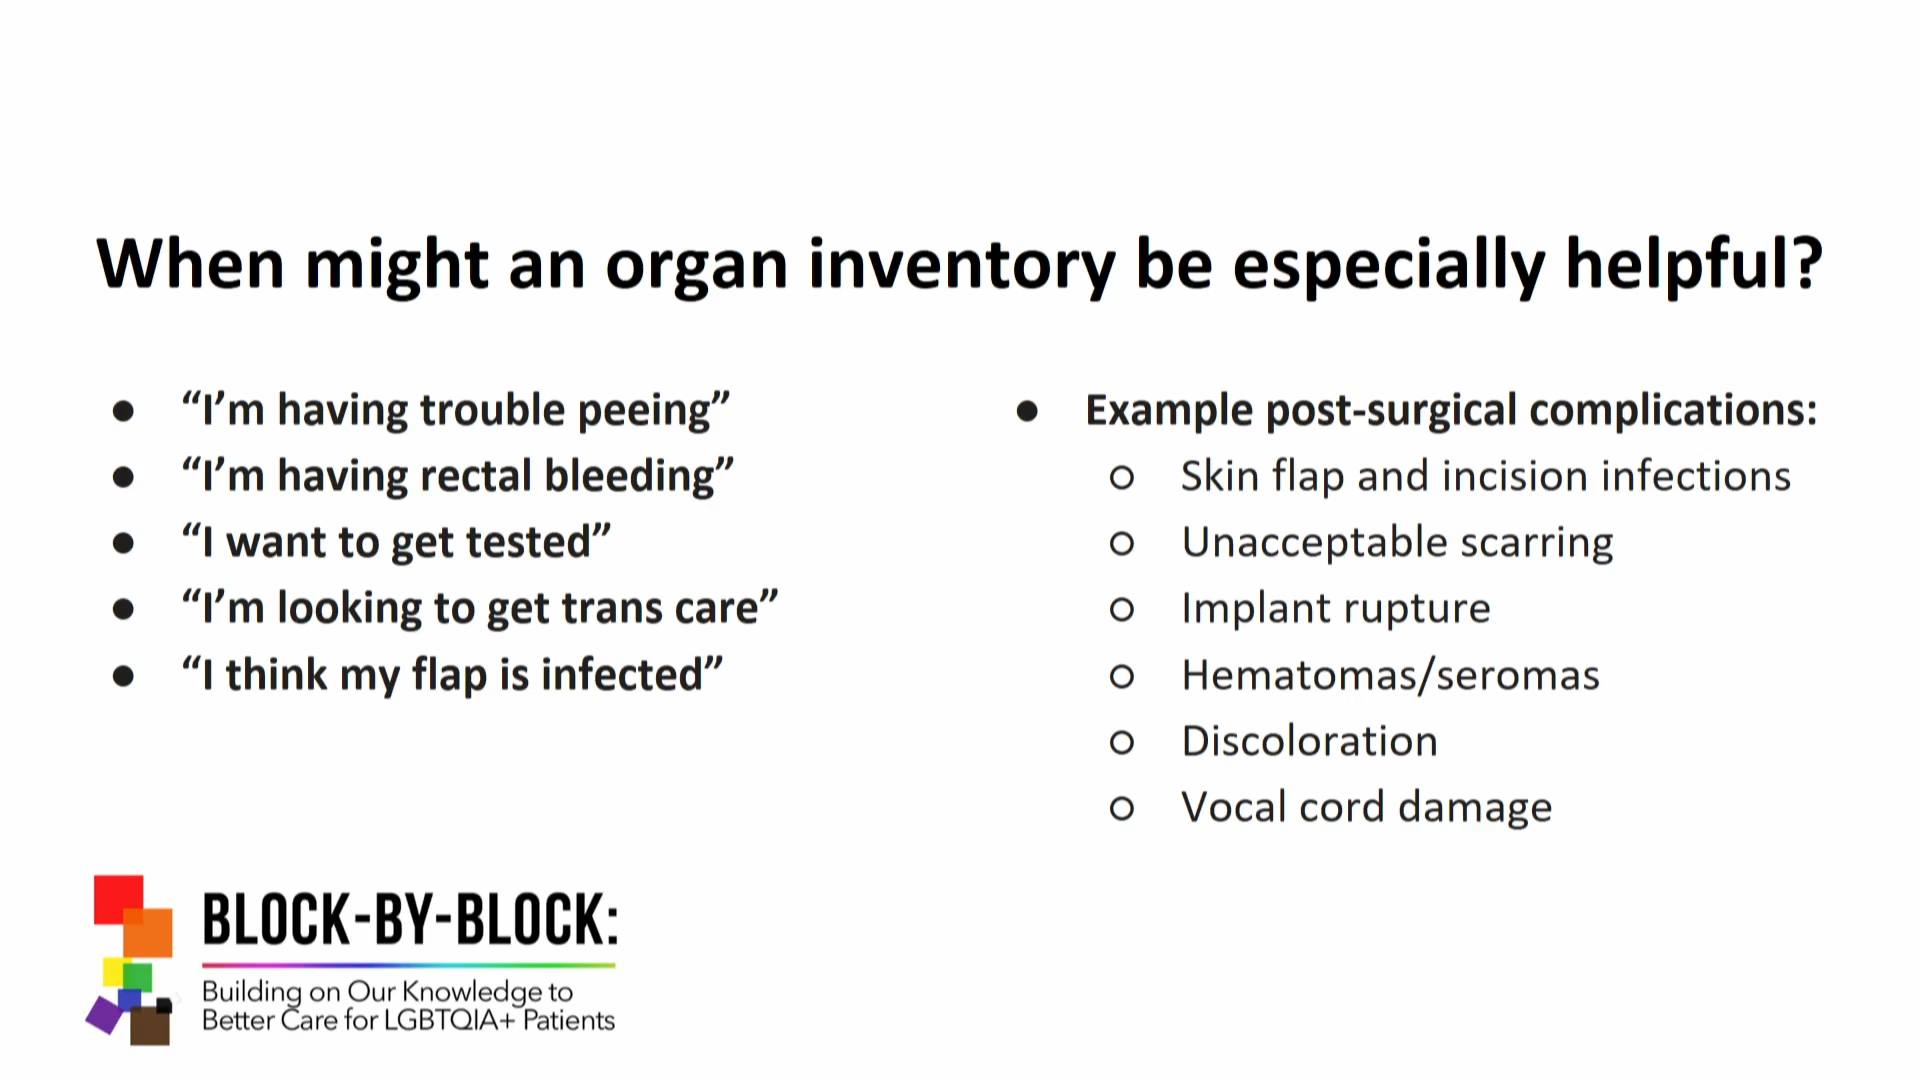 When might an organ inventory be especially helpful?
● “I’m having trouble peeing”
● “I’m having rectal bleeding”
● “I want to get tested”
● “I’m looking to get trans care”
● “I think my flap is infected”
● Example post-surgical complications:
○ Skin flap and incision infections
○ Unacceptable scarring
○ Implant rupture
○ Hematomas/seromas
○ Discoloration
○ Vocal cord damage
BLOCK-BY-BLOCK:
Building on Our Knowledge to
Better Care for LGBTQIA+ Patients